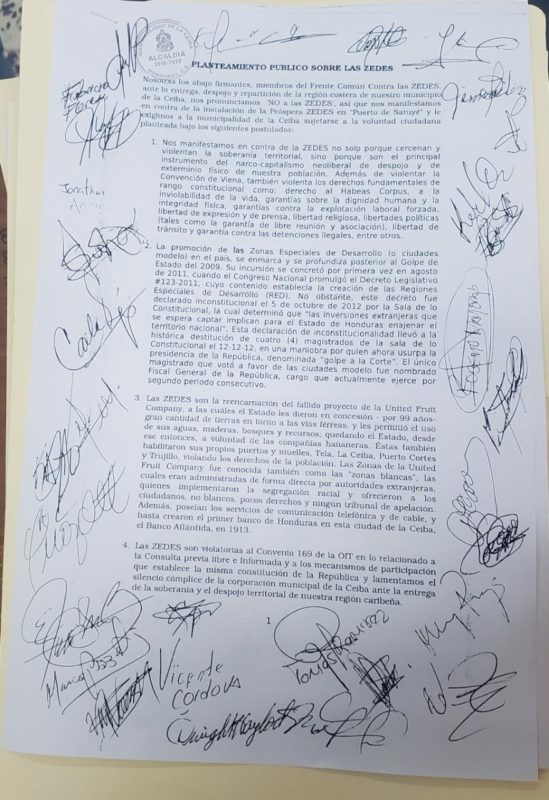 ALCALDIA
PLANTEAMIENTO PUBLICO SOBRE LAS ZEDES
Nosotrxs los abajo firmantes, miembros del Frente Común Contra las ZEDES,
ante la entrega, despojo y repartición de la región costera de nuestro municipio
de la Ceiba, nos pronunciamos "NO a las ZEDES", así que nos manifestamos
en contra de la instalación de la Próspera ZEDES en "Puerto de Satuyé" y le
exigimos a la municipalidad de la Ceiba sujetarse a la voluntad ciudadana
planteada bajo los siguientes postulados:
1. Nos manifestamos en contra de la ZEDES no solo porque cercenan y
violentan la soberanía territorial, sino porque son el principal
instrumento del narco-capitalismo neoliberal de despojo y de
exterminio físico de nuestra población. Además de violentar la
Convención de Viena, también violenta los derechos fundamentales de
rango constitucional como: derecho al Habeas Corpus, a la
inviolabilidad de la vida, garantías sobre la dignidad humana y la
integridad física, garantías contra la explotación laboral forzada,
libertad de expresión y de prensa, libertad religiosa, libertades políticas
(tales como la garantía de libre reunión y asociación), libertad de
tránsito y garantía contra las detenciones ilegales, entre otros.
2. La promoción de las Zonas Especiales de Desarrollo (o ciudades
modelo) en el país, se enmarca y se profundiza posterior al Golpe de
Estado del 2009. Su incursión se concretó por primera vez en agosto
de 2011, cuando el Congreso Nacional promulgó el Decreto Legislativo
#123-2011, cuyo contenido establecía la creación de las Regiones
Especiales de Desarrollo (RED). No obstante, este decreto fue
declarado inconstitucional el 5 de octubre de 2012 por la Sala de lo
Constitucional, la cual determinó que "las inversiones extranjeras que
se espera captar implican para el Estado de Honduras enajenar el
territorio nacional". Esta declaración de inconstitucionalidad llevó a la
histórica destitución de cuatro (4) magistrados de la sala de lo
Constitucional el 12-12-12, en una maniobra por quien ahora usurpa la
presidencia de la República, denominada "golpe a la Corte". El único
magistrado que votó a favor de las ciudades modelo fue nombrado
Fiscal General de la República, cargo que actualmente ejerce por
segundo periodo consecutivo.
3. Las ZEDES son la reencarnación del fallido proyecto de la United Fruit
Company, a las cuáles el Estado les dieron en concesión - por 99 años-
gran cantidad de tierras en torno a las vías ferreas, y les permitió el uso
de sus aguas, maderas, bosques y recursos; quedando el Estado, desde
ese entonces, a voluntad de las compañías bananeras. Estas también
habilitaron sus propios puertos y muelles, Tela, La Ceiba, Puerto Cortes
y Trujillo, violando los derechos de la población. Las Zonas de la United
Fruit Company fue conocida también como las "zonas blancas", las
cuales eran administradas de forma directa por autoridades extranjeras,
quienes implementaron la segregación racial y ofrecieron a los
ciudadanos, no blancos, pocos derechos y ningún tribunal de apelación.
Además, poseían los servicios de comunicación telefónica y de cable, y
hasta crearon el primer banco de Honduras en esta ciudad de la Ceiba,
el Banco Atlántida, en 1913.
4. Las ZEDES son violatorias al Convenio 169 de la OIT en lo relacionado a
la Consulta previa libre e Informada y a los mecanismos de participación
que establece la misma constitución de la República y lamentamos el
silencio cómplice de la corporación municipal de la Ceiba ante la entrega
de la soberanía y el despojo territorial de nuestra región caribeña.
1
Vicente
Córdova